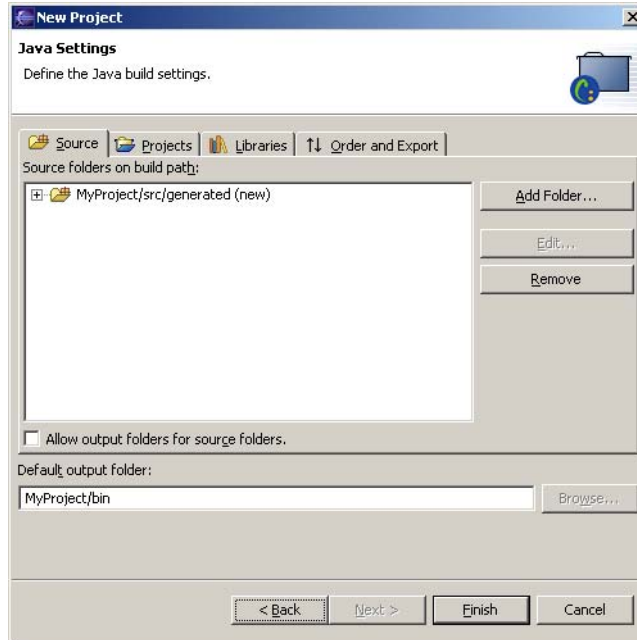 New Project
Java Settings
Define the Java build settings.
Source Projects Libraries Order and Export
Source folders on build path:
MyProject/src/generated (new)
Add Folder...
Edit...
Remove
Allow output folders for source folders.
Default output folder:
MyProject/bin
Browse...
< Back Next > Finish Cancel